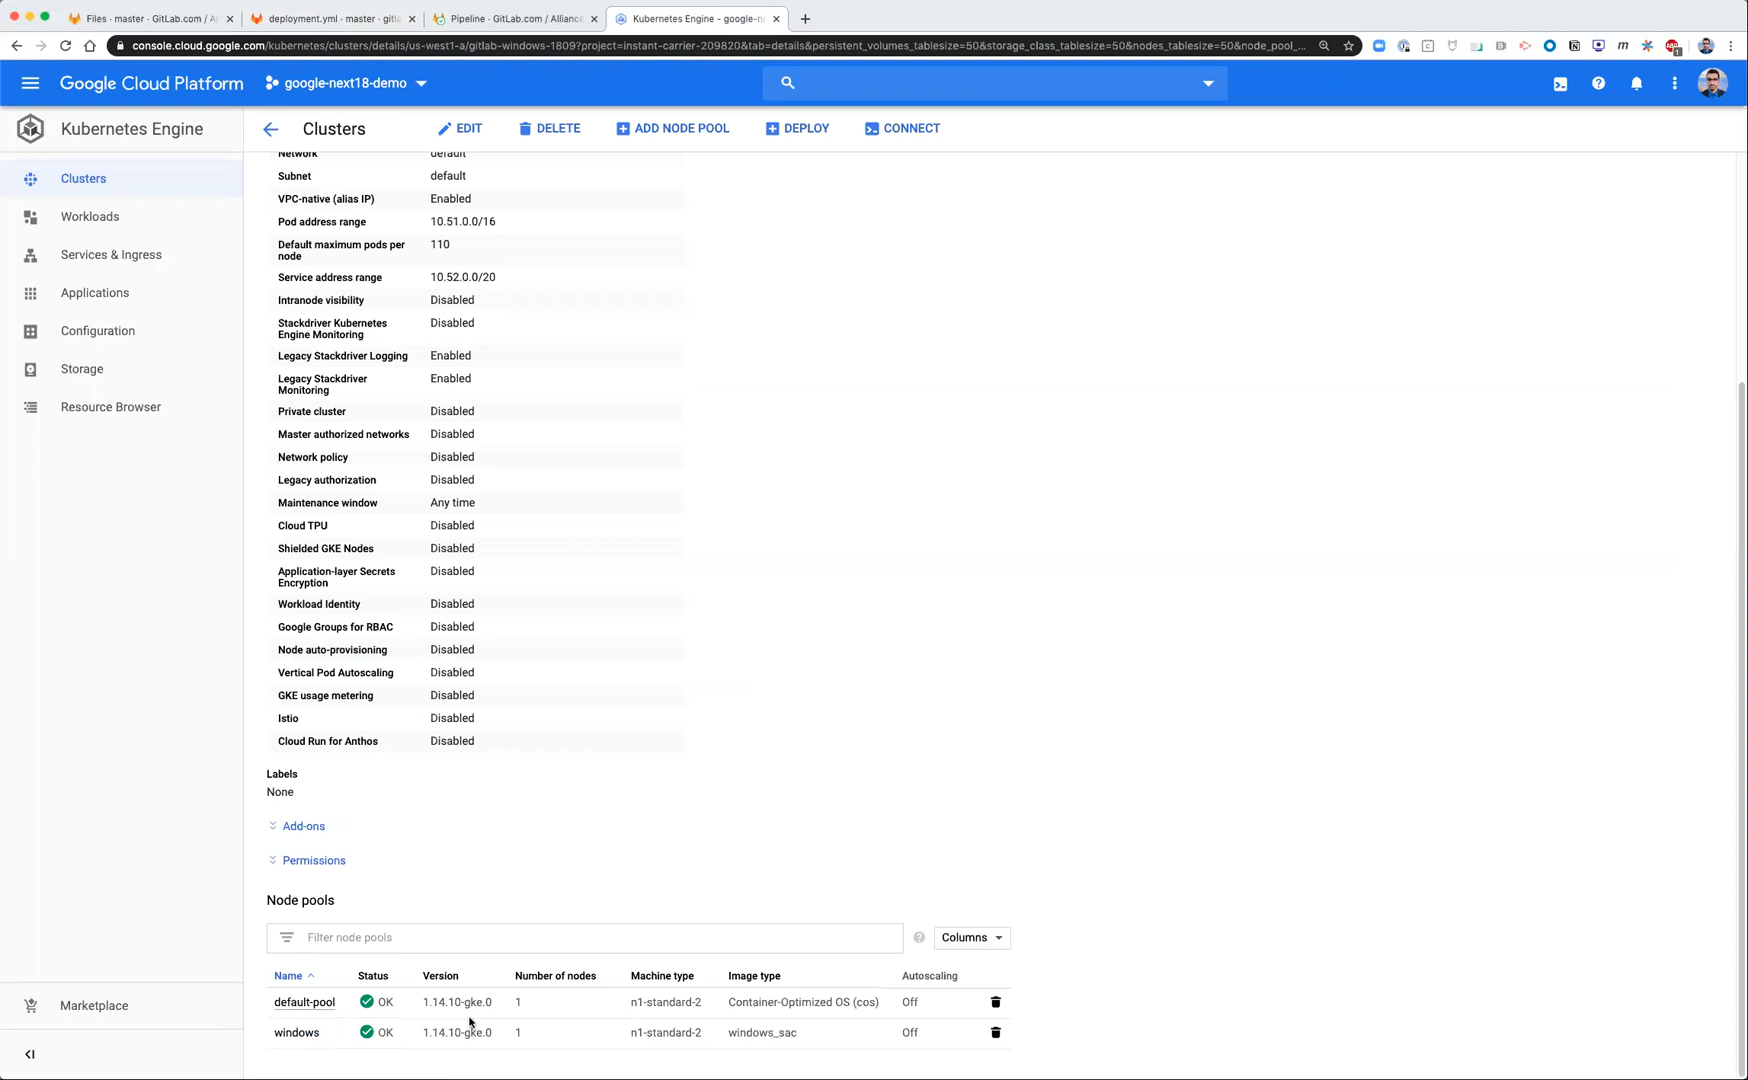 Files · master · GitLab.com / A
deployment.yml · master · gitla
Pipeline · GitLab.com / Alliance
Kubernetes Engine - google-ne
console.cloud.google.com/kubernetes/clusters/details/us-west1-a/gitlab-windows-1809?project=instant-carrier-209820&tab=details&persistent_volumes_tablesize=50&storage_class_tablesize=50&nodes_tablesize=50&node_pool_...
Google Cloud Platform
google-next18-demo
Kubernetes Engine
Clusters
EDIT
DELETE
ADD NODE POOL
DEPLOY
CONNECT
Clusters
Workloads
Services & Ingress
Applications
Configuration
Storage
Resource Browser
Marketplace
Network default
Subnet default
VPC-native (alias IP) Enabled
Pod address range 10.51.0.0/16
Default maximum pods per 110
node
Service address range 10.52.0.0/20
Intranode visibility Disabled
Stackdriver Kubernetes Disabled
Engine Monitoring
Legacy Stackdriver Logging Enabled
Legacy Stackdriver Enabled
Monitoring
Private cluster Disabled
Master authorized networks Disabled
Network policy Disabled
Legacy authorization Disabled
Maintenance window Any time
Cloud TPU Disabled
Shielded GKE Nodes Disabled
Application-layer Secrets Disabled
Encryption
Workload Identity Disabled
Google Groups for RBAC Disabled
Node auto-provisioning Disabled
Vertical Pod Autoscaling Disabled
GKE usage metering Disabled
Istio Disabled
Cloud Run for Anthos Disabled
Labels
None
Add-ons
Permissions
Node pools
Filter node pools
Columns
Name Status Version Number of nodes Machine type Image type Autoscaling
default-pool OK 1.14.10-gke.0 1 n1-standard-2 Container-Optimized OS (cos) Off
windows OK 1.14.10-gke.0 1 n1-standard-2 windows_sac Off